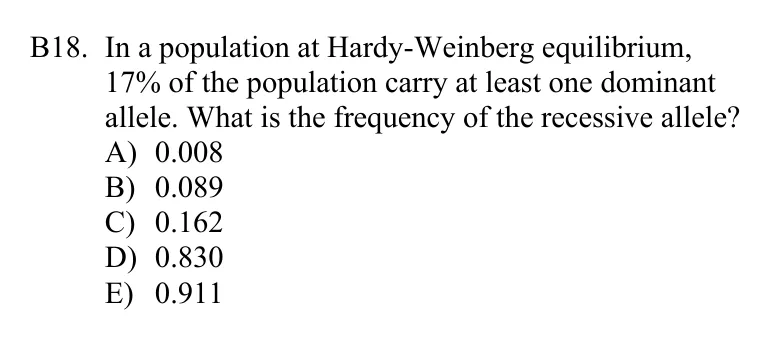 B18. In a population at Hardy-Weinberg equilibrium,
17% of the population carry at least one dominant
allele. What is the frequency of the recessive allele?
A) 0.008
B) 0.089
C) 0.162
D) 0.830
E) 0.911